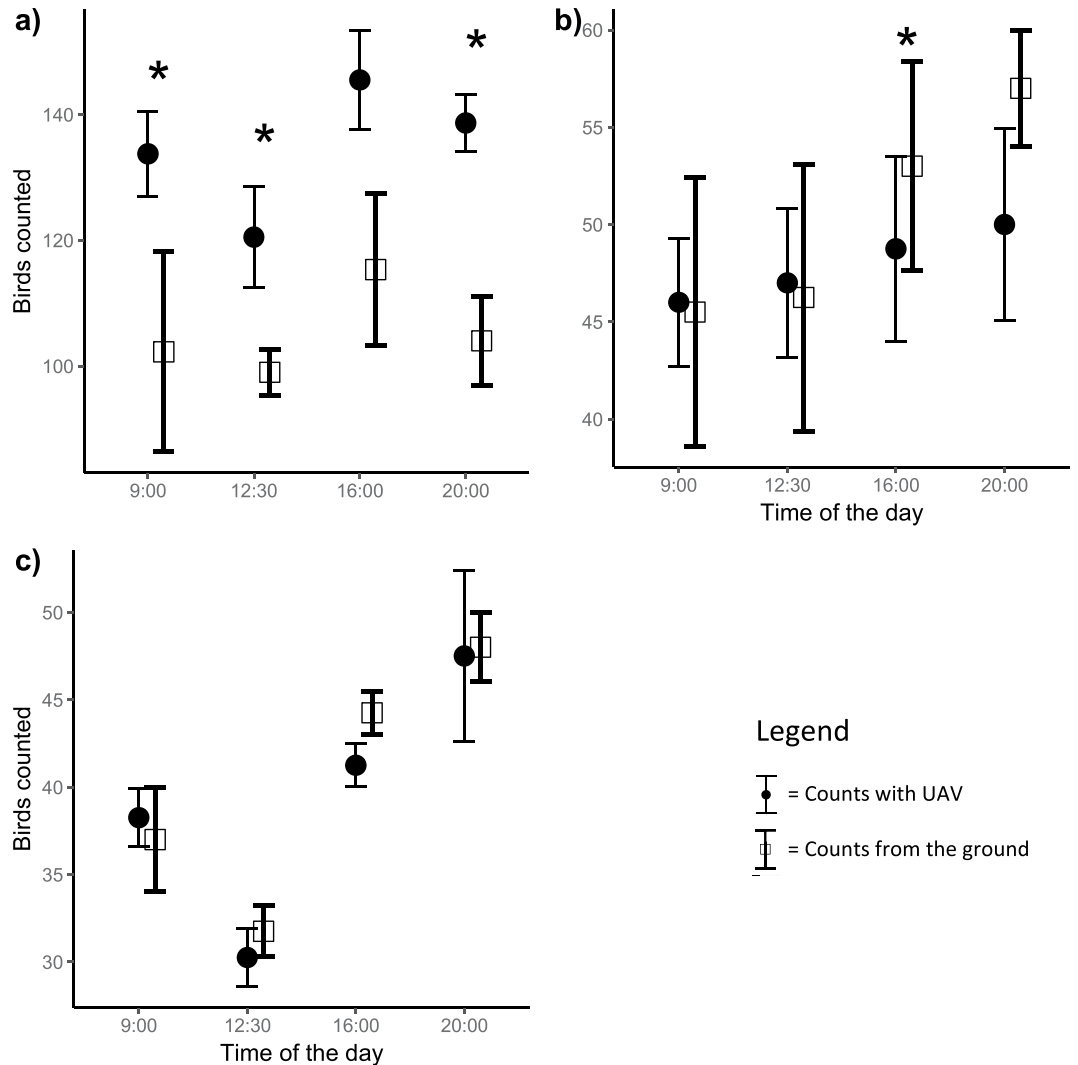 a)
*
*
*
140
120
100
Birds counted
9:00 12:30 16:00 20:00
b)
*
60
55
50
45
40
9:00 12:30 16:00 20:00
Time of the day
c)
50
45
40
35
30
Birds counted
9:00 12:30 16:00 20:00
Time of the day
Legend
= Counts with UAV
= Counts from the ground